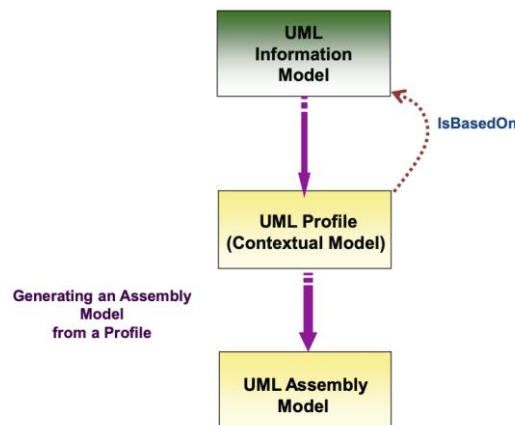 UML
Information
Model
IsBasedOn
UML Profile
(Contextual Model)
Generating an Assembly
Model
from a Profile
UML Assembly
Model